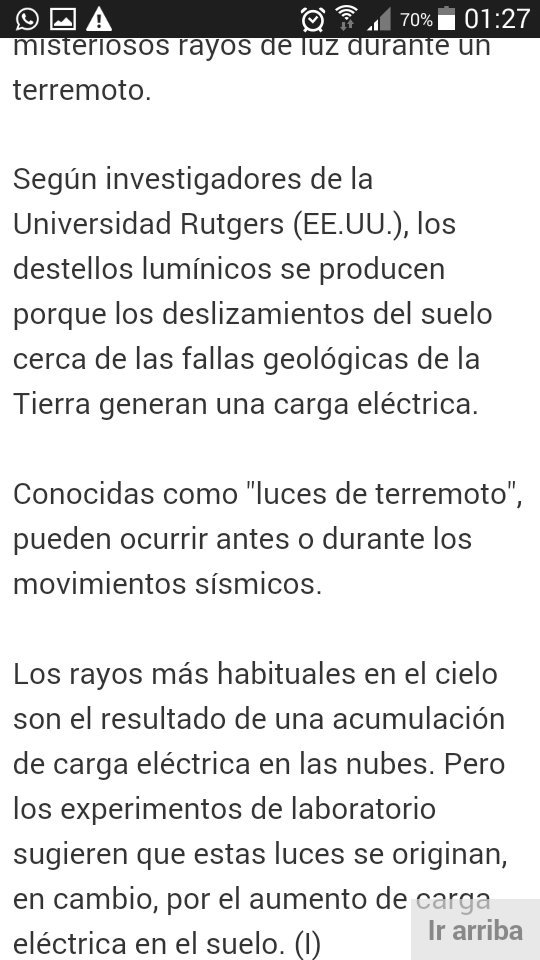 70% 01:27
misteriosos rayos de luz durante un
terremoto.
Según investigadores de la
Universidad Rutgers (EE.UU.), los
destellos lumínicos se producen
porque los deslizamientos del suelo
cerca de las fallas geológicas de la
Tierra generan una carga eléctrica.
Conocidas como "luces de terremoto",
pueden ocurrir antes o durante los
movimientos sísmicos.
Los rayos más habituales en el cielo
son el resultado de una acumulación
de carga eléctrica en las nubes. Pero
los experimentos de laboratorio
sugieren que estas luces se originan,
en cambio, por el aumento de carga
eléctrica en el suelo. (I)
Ir arriba